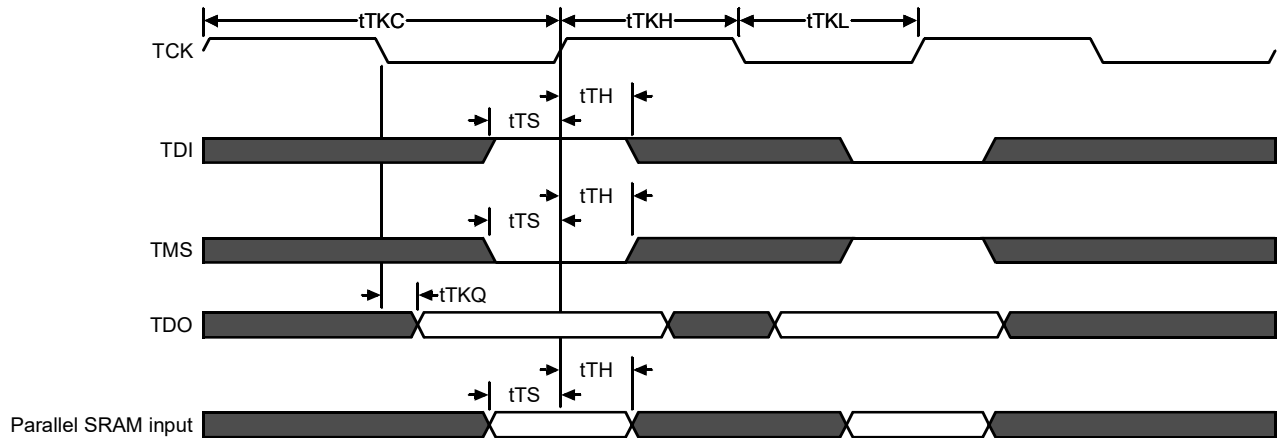 tTKC tTKH tTKL
TCK
tTH
tTS
TDI
tTH
tTS
TMS
tTKQ
TDO
tTH
tTS
Parallel SRAM input